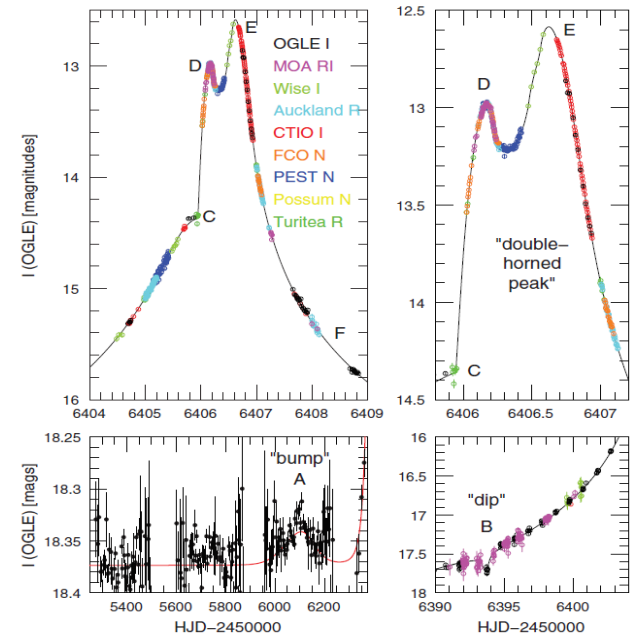 I (OGLE) [magnitudes]
13
14
15
16
6404 6405 6406 6407 6408 6409
C
D
E
F
OGLE I
MOA RI
Wise I
Auckland R
CTIO I
FCO N
PEST N
Possum N
Turitea R
12.5
13
13.5
14
14.5
6406 6406.5 6407
D
E
C
"double–
horned
peak"
I (OGLE) [mags]
18.25
18.3
18.35
18.4
5400 5600 5800 6000 6200
HJD–2450000
"bump"
A
16
16.5
17
17.5
18
6390 6395 6400
HJD–2450000
"dip"
B